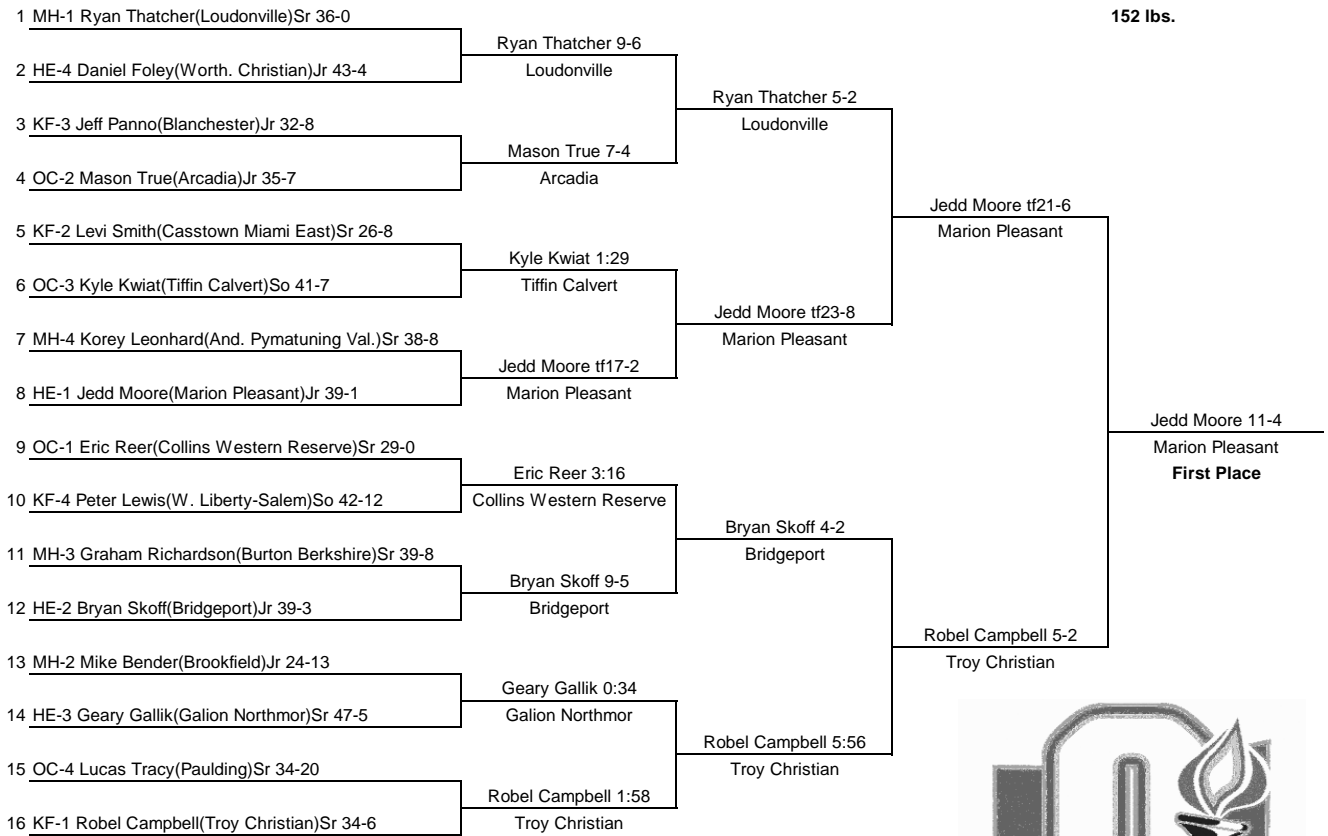 1 MH-1 Ryan Thatcher(Loudonville)Sr 36-0
152 lbs.
Ryan Thatcher 9-6
2 HE-4 Daniel Foley(Worth. Christian)Jr 43-4
Loudonville
Ryan Thatcher 5-2
3 KF-3 Jeff Panno(Blanchester)Jr 32-8
Loudonville
Mason True 7-4
4 OC-2 Mason True(Arcadia)Jr 35-7
Arcadia
Jedd Moore tf21-6
5 KF-2 Levi Smith(Casstown Miami East)Sr 26-8
Marion Pleasant
Kyle Kwiat 1:29
6 OC-3 Kyle Kwiat(Tiffin Calvert)So 41-7
Tiffin Calvert
Jedd Moore tf23-8
7 MH-4 Korey Leonhard(And. Pymatuning Val.)Sr 38-8
Marion Pleasant
Jedd Moore tf17-2
8 HE-1 Jedd Moore(Marion Pleasant)Jr 39-1
Marion Pleasant
Jedd Moore 11-4
9 OC-1 Eric Reer(Collins Western Reserve)Sr 29-0
Marion Pleasant
First Place
Eric Reer 3:16
10 KF-4 Peter Lewis(W. Liberty-Salem)So 42-12
Collins Western Reserve
Bryan Skoff 4-2
11 MH-3 Graham Richardson(Burton Berkshire)Sr 39-8
Bridgeport
Bryan Skoff 9-5
12 HE-2 Bryan Skoff(Bridgeport)Jr 39-3
Bridgeport
Robel Campbell 5-2
13 MH-2 Mike Bender(Brookfield)Jr 24-13
Troy Christian
Geary Gallik 0:34
14 HE-3 Geary Gallik(Galion Northmor)Sr 47-5
Galion Northmor
Robel Campbell 5:56
15 OC-4 Lucas Tracy(Paulding)Sr 34-20
Troy Christian
Robel Campbell 1:58
16 KF-1 Robel Campbell(Troy Christian)Sr 34-6
Troy Christian